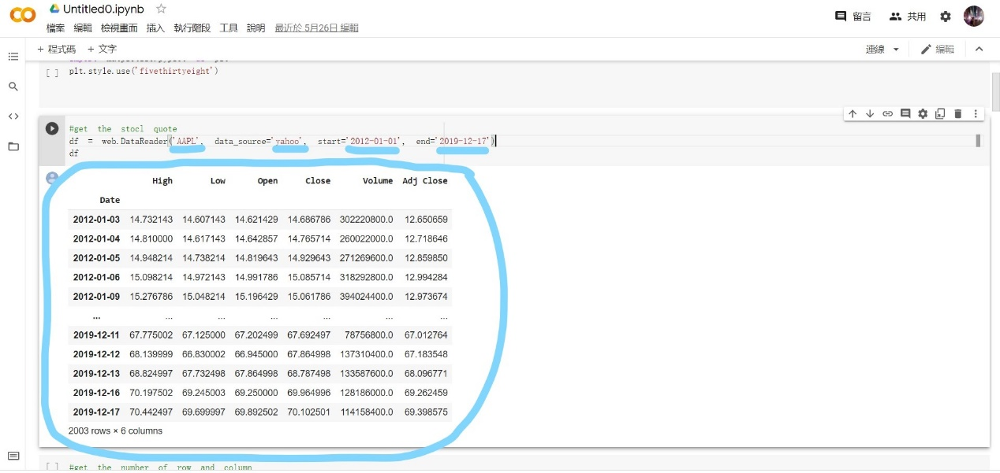 Untitled0.ipynb
檔案 編輯 檢視畫面 插入 執行階段 工具 說明 最近於 5月26日 編輯
留言 共用
+ 程式碼 + 文字
連線 編輯
[ ] plt.style.use('fivethirtyeight')
#get the stocl quote
df = web.DataReader('AAPL', data_source='yahoo', start='2012-01-01', end='2019-12-17')
df
High Low Open Close Volume Adj Close
Date
2012-01-03 14.732143 14.607143 14.621429 14.686786 302220800.0 12.650659
2012-01-04 14.810000 14.617143 14.642857 14.765714 260022000.0 12.718646
2012-01-05 14.948214 14.738214 14.819643 14.929643 271269600.0 12.859850
2012-01-06 15.098214 14.972143 14.991786 15.085714 318292800.0 12.994284
2012-01-09 15.276786 15.048214 15.196429 15.061786 394024400.0 12.973674
... ... ... ... ... ... ...
2019-12-11 67.775002 67.125000 67.202499 67.692497 78756800.0 67.012764
2019-12-12 68.139999 66.830002 66.945000 67.864998 137310400.0 67.183548
2019-12-13 68.824997 67.732498 67.864998 68.787498 133587600.0 68.096771
2019-12-16 70.197502 69.245003 69.250000 69.964996 128186000.0 69.262459
2019-12-17 70.442497 69.699997 69.892502 70.102501 114158400.0 69.398575
2003 rows × 6 columns
[ ] #get the number of row and column